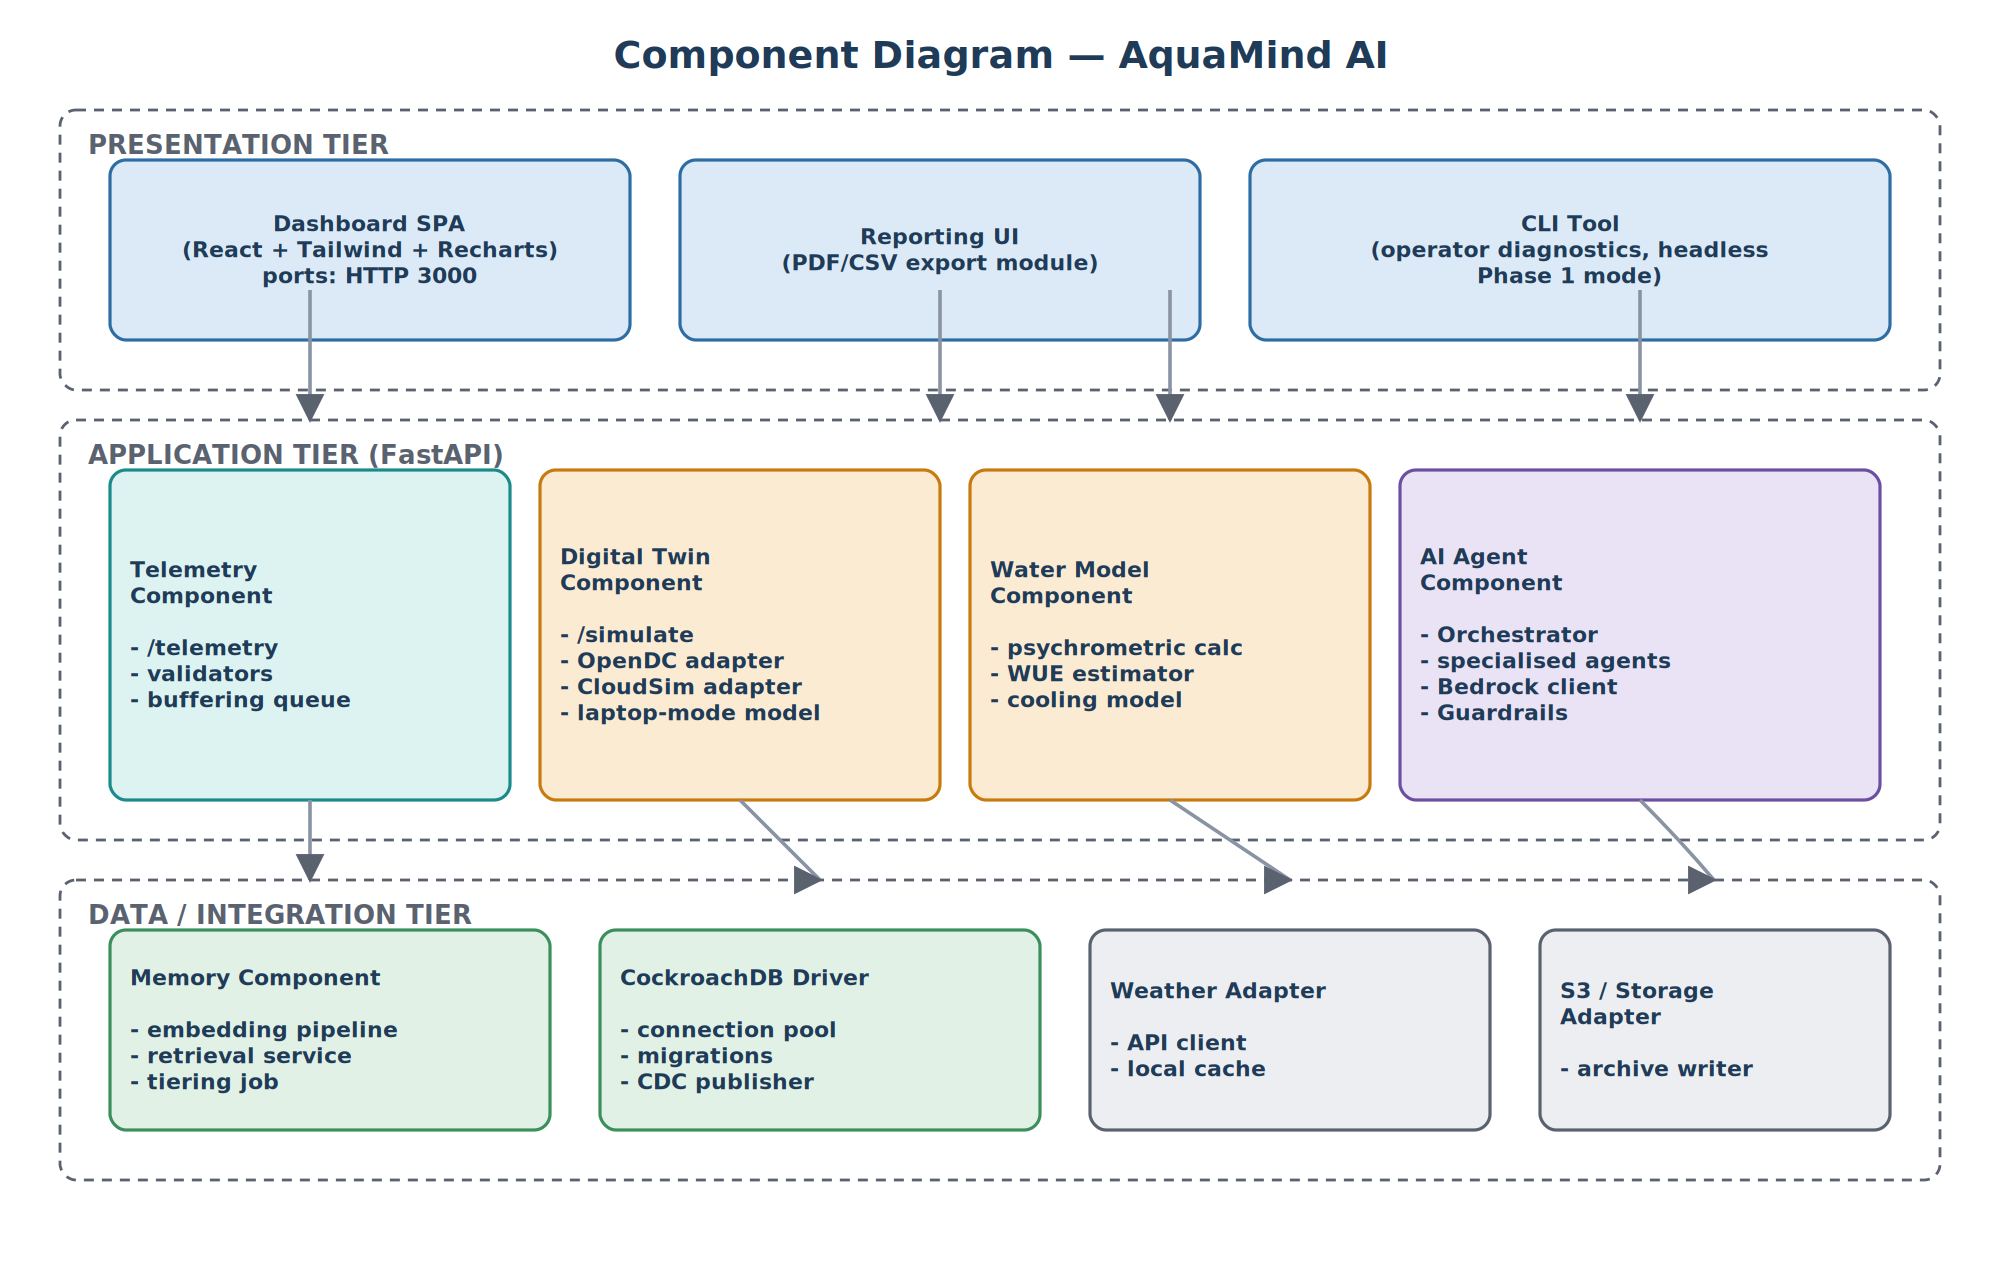 Component Diagram — AquaMind AI
PRESENTATION TIER
Dashboard SPA
(React + Tailwind + Recharts)
ports: HTTP 3000
Reporting UI
(PDF/CSV export module)
CLI Tool
(operator diagnostics, headless
Phase 1 mode)
APPLICATION TIER (FastAPI)
Telemetry
Component
- /telemetry
- validators
- buffering queue
Digital Twin
Component
- /simulate
- OpenDC adapter
- CloudSim adapter
- laptop-mode model
Water Model
Component
- psychrometric calc
- WUE estimator
- cooling model
AI Agent
Component
- Orchestrator
- specialised agents
- Bedrock client
- Guardrails
DATA / INTEGRATION TIER
Memory Component
- embedding pipeline
- retrieval service
- tiering job
CockroachDB Driver
- connection pool
- migrations
- CDC publisher
Weather Adapter
- API client
- local cache
S3 / Storage
Adapter
- archive writer